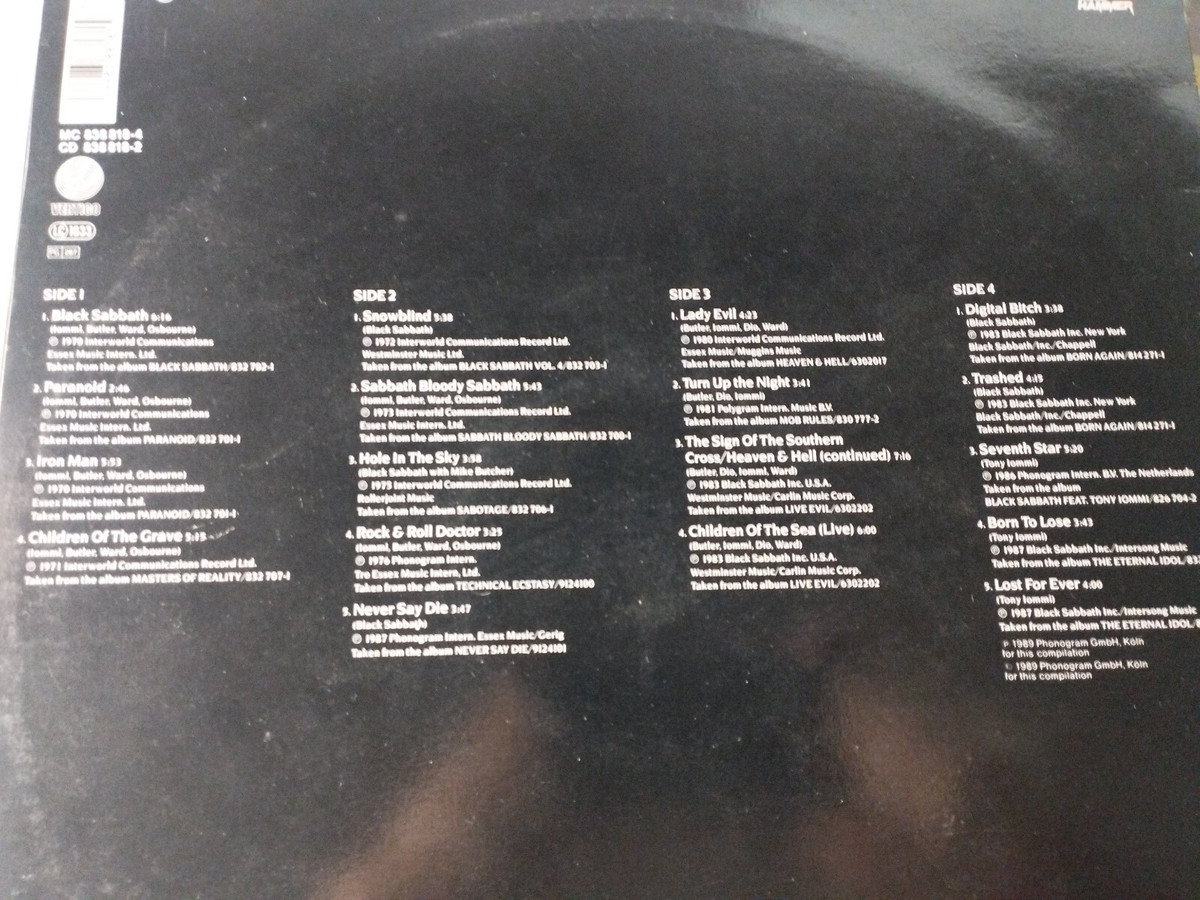 HAMMER
MC 838 818-4
CD 838 818-2
VERTIGO
LC 1633
SIDE 1
1. Black Sabbath 6:16
(Iommi, Butler, Ward, Osbourne)
℗ 1970 Interworld Communications
Essex Music Intern. Ltd.
Taken from the album BLACK SABBATH/832 702-1
2. Paranoid 2:46
(Iommi, Butler, Ward, Osbourne)
℗ 1970 Interworld Communications
Essex Music Intern. Ltd.
Taken from the album PARANOID/832 701-1
3. Iron Man 5:53
(Iommi, Butler, Ward, Osbourne)
℗ 1970 Interworld Communications
Essex Music Intern. Ltd.
Taken from the album PARANOID/832 701-1
4. Children Of The Grave 5:15
(Iommi, Butler, Ward, Osbourne)
℗ 1971 Interworld Communications Record Ltd.
Taken from the album MASTERS OF REALITY/832 707-1
SIDE 2
1. Snowblind 5:38
(Black Sabbath)
℗ 1972 Interworld Communications Record Ltd.
Westminster Music Ltd.
Taken from the album BLACK SABBATH VOL. 4/832 703-1
2. Sabbath Bloody Sabbath 5:43
(Iommi, Butler, Ward, Osbourne)
℗ 1973 Interworld Communications Record Ltd.
Essex Music Intern. Ltd.
Taken from the album SABBATH BLOODY SABBATH/832 700-1
3. Hole In The Sky 3:58
(Black Sabbath with Mike Butcher)
℗ 1975 Interworld Communications Record Ltd.
Rollerjoint Music
Taken from the album SABOTAGE/832 706-1
4. Rock & Roll Doctor 3:25
(Iommi, Butler, Ward, Osbourne)
℗ 1976 Phonogram Intern.
Tro Essex Music Intern, Ltd.
Taken from the album TECHNICAL ECSTASY/9124100
5. Never Say Die 3:47
(Black Sabbath)
℗ 1987 Phonogram Intern. Essex Music/Gerig
Taken from the album NEVER SAY DIE/9124101
SIDE 3
1. Lady Evil 4:23
(Butler, Iommi, Dio, Ward)
℗ 1980 Interworld Communications Record Ltd.
Essex Music/Muggins Music
Taken from the album HEAVEN & HELL/6302017
2. Turn Up the Night 3:41
(Butler, Dio, Iommi)
℗ 1981 Polygram Intern. Music B.V.
Taken from the album MOB RULES/830 777-2
3. The Sign Of The Southern
Cross/Heaven & Hell (continued) 7:16
(Butler, Dio, Iommi, Ward)
℗ 1983 Black Sabbath Inc. U.S.A.
Westminster Music/Carlin Music Corp.
Taken from the album LIVE EVIL/6302202
4. Children Of The Sea (Live) 6:00
(Butler, Iommi, Dio, Ward)
℗ 1983 Black Sabbath Inc. U.S.A.
Westminster Music/Carlin Music Corp.
Taken from the album LIVE EVIL/6302202
SIDE 4
1. Digital Bitch 3:38
(Black Sabbath)
℗ 1983 Black Sabbath Inc. New York
Black Sabbath/Inc./Chappell
Taken from the album BORN AGAIN/814 271-1
2. Trashed 4:15
(Black Sabbath)
℗ 1983 Black Sabbath Inc. New York
Black Sabbath/Inc./Chappell
Taken from the album BORN AGAIN/814 271-1
3. Seventh Star 5:20
(Tony Iommi)
℗ 1986 Phonogram Intern. B.V. The Netherlands
Taken from the album
BLACK SABBATH FEAT. TONY IOMMI/826 704-2
4. Born To Lose 3:43
(Tony Iommi)
℗ 1987 Black Sabbath Inc./Intersong Music
Taken from the album THE ETERNAL IDOL/83
5. Lost For Ever 4:00
(Tony Iommi)
℗ 1987 Black Sabbath Inc./Intersong Music
Taken from the album THE ETERNAL IDOL/
℗ 1989 Phonogram GmbH, Köln
for this compilation
© 1989 Phonogram GmbH, Köln
for this compilation